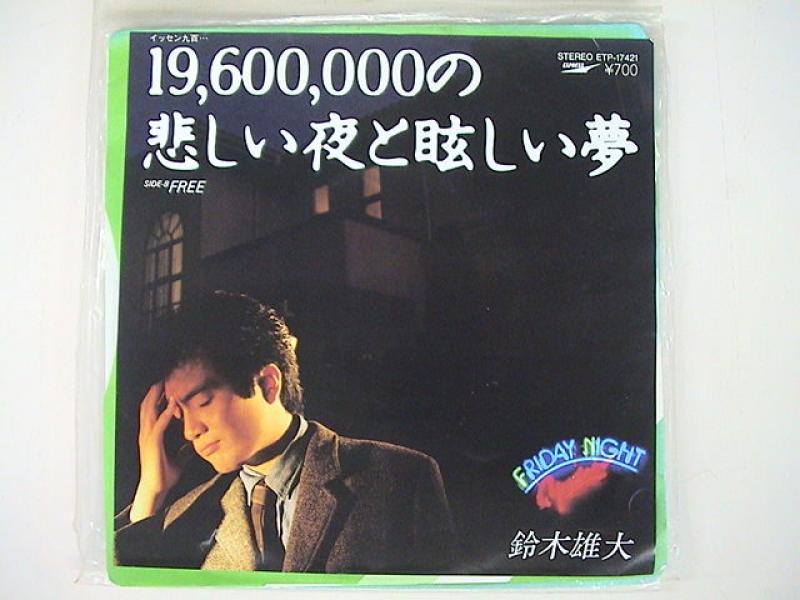 イッセン九百…
19,600,000の
悲しい夜と眩しい夢
SIDE-B FREE
STEREO ETP-17421
EXPRESS ¥700
FRIDAY NIGHT
鈴木雄大